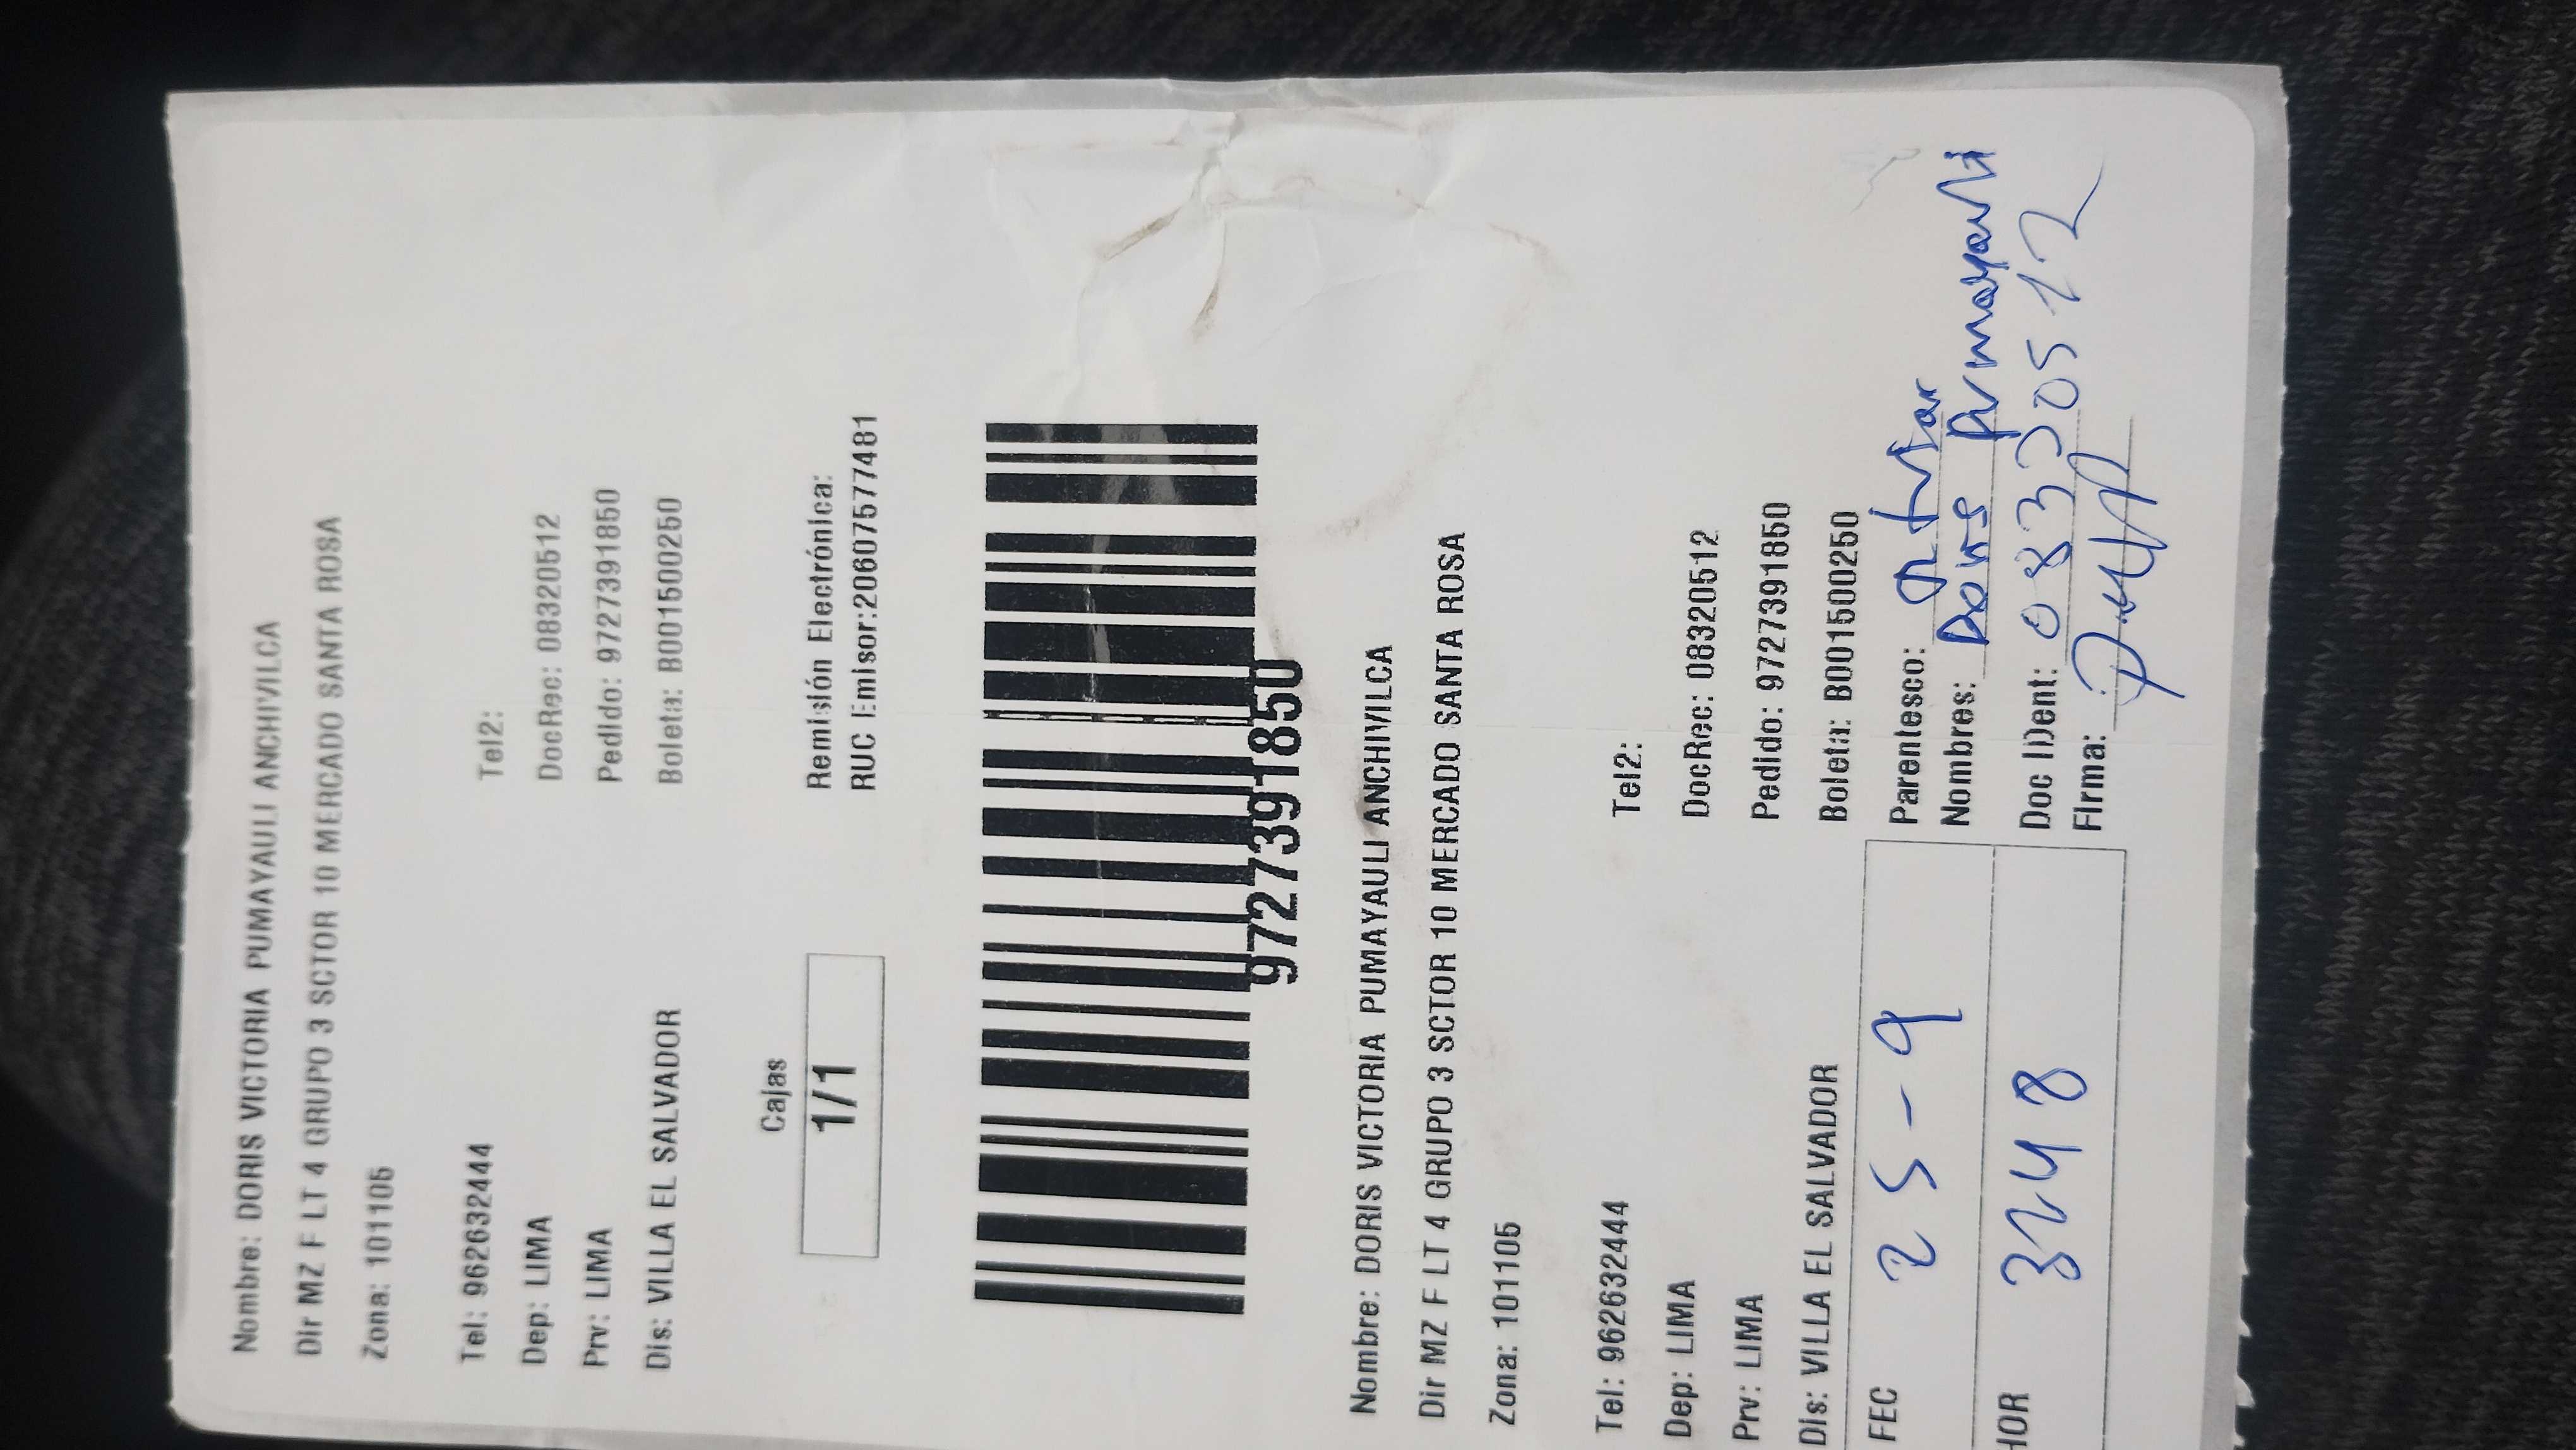 Nombre: DORIS VICTORIA PUMAYAULI ANCHIVILCA
Dir MZ F LT 4 GRUPO 3 SCTOR 10 MERCADO SANTA ROSA
Zona: 101105
Tel: 962632444 Tel2:
Dep: LIMA DocRec: 08320512
Prv: LIMA Pedido: 9727391850
Dis: VILLA EL SALVADOR Boleta: B001500250
Cajas Remisión Electrónica:
1/1 RUC Emisor:20607577481
9727391850
Nombre: DORIS VICTORIA PUMAYAULI ANCHIVILCA
Dir MZ F LT 4 GRUPO 3 SCTOR 10 MERCADO SANTA ROSA
Zona: 101105
Tel: 962632444 Tel2:
Dep: LIMA DocRec: 08320512
Prv: LIMA Pedido: 9727391850
Dis: VILLA EL SALVADOR Boleta: B001500250
FEC 25-9 Parentesco: titular
Nombres: Doris Pumayauli
HOR 3248 Doc IDent: 08330512
Firma: